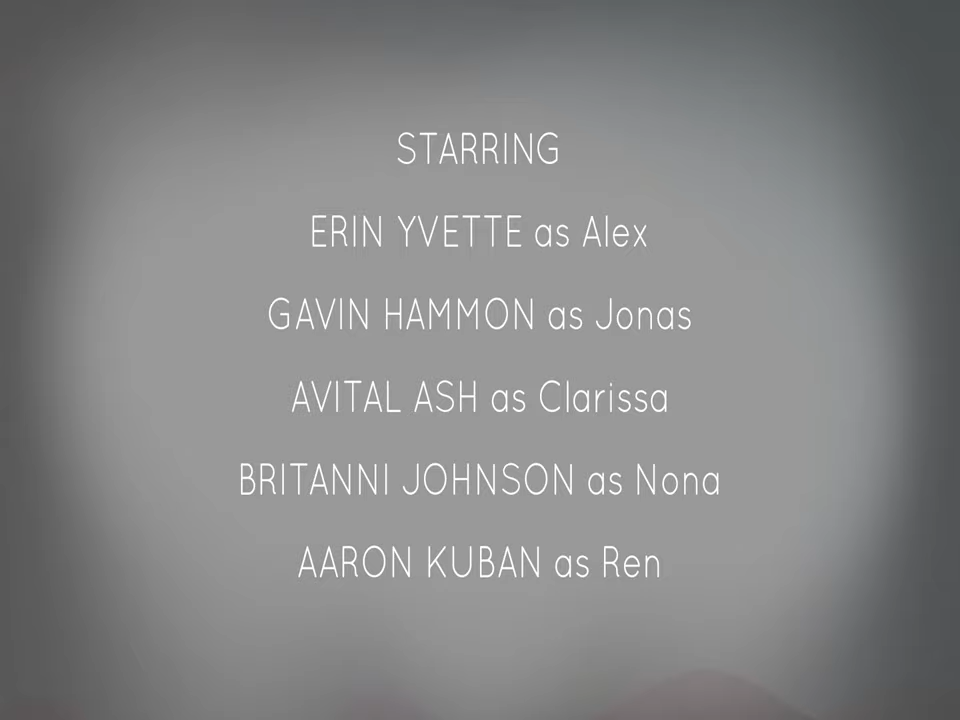 STARRING
ERIN YVETTE as Alex
GAVIN HAMMON as Jonas
AVITAL ASH as Clarissa
BRITANNI JOHNSON as Nona
AARON KUBAN as Ren